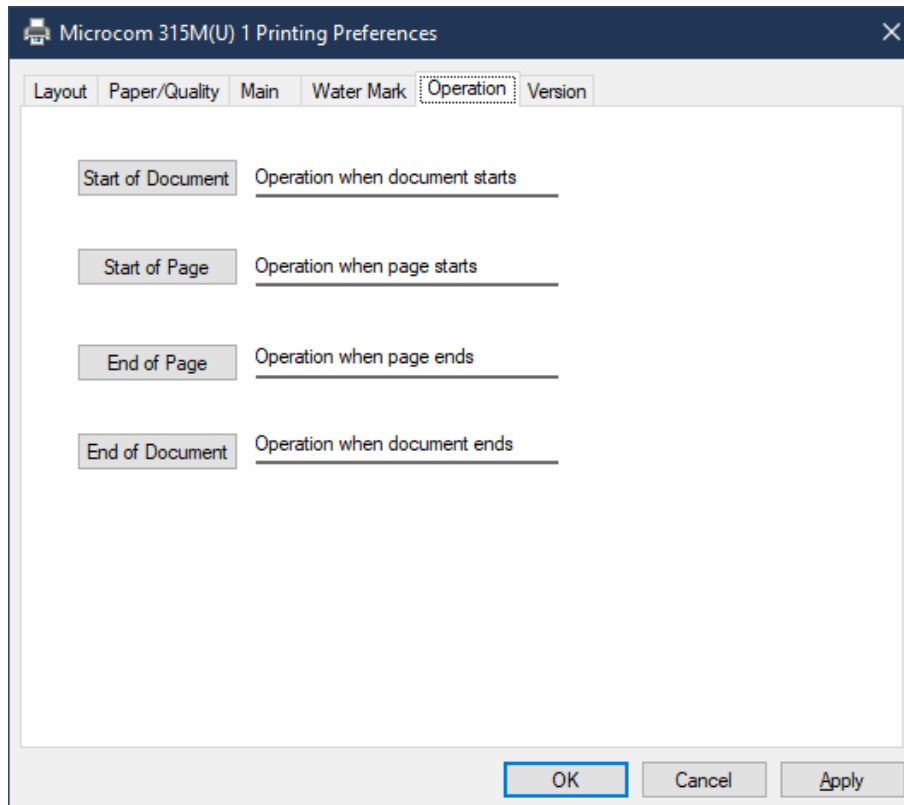 Microcom 315M(U) 1 Printing Preferences
Layout Paper/Quality Main Water Mark Operation Version
Start of Document Operation when document starts
Start of Page Operation when page starts
End of Page Operation when page ends
End of Document Operation when document ends
OK Cancel Apply